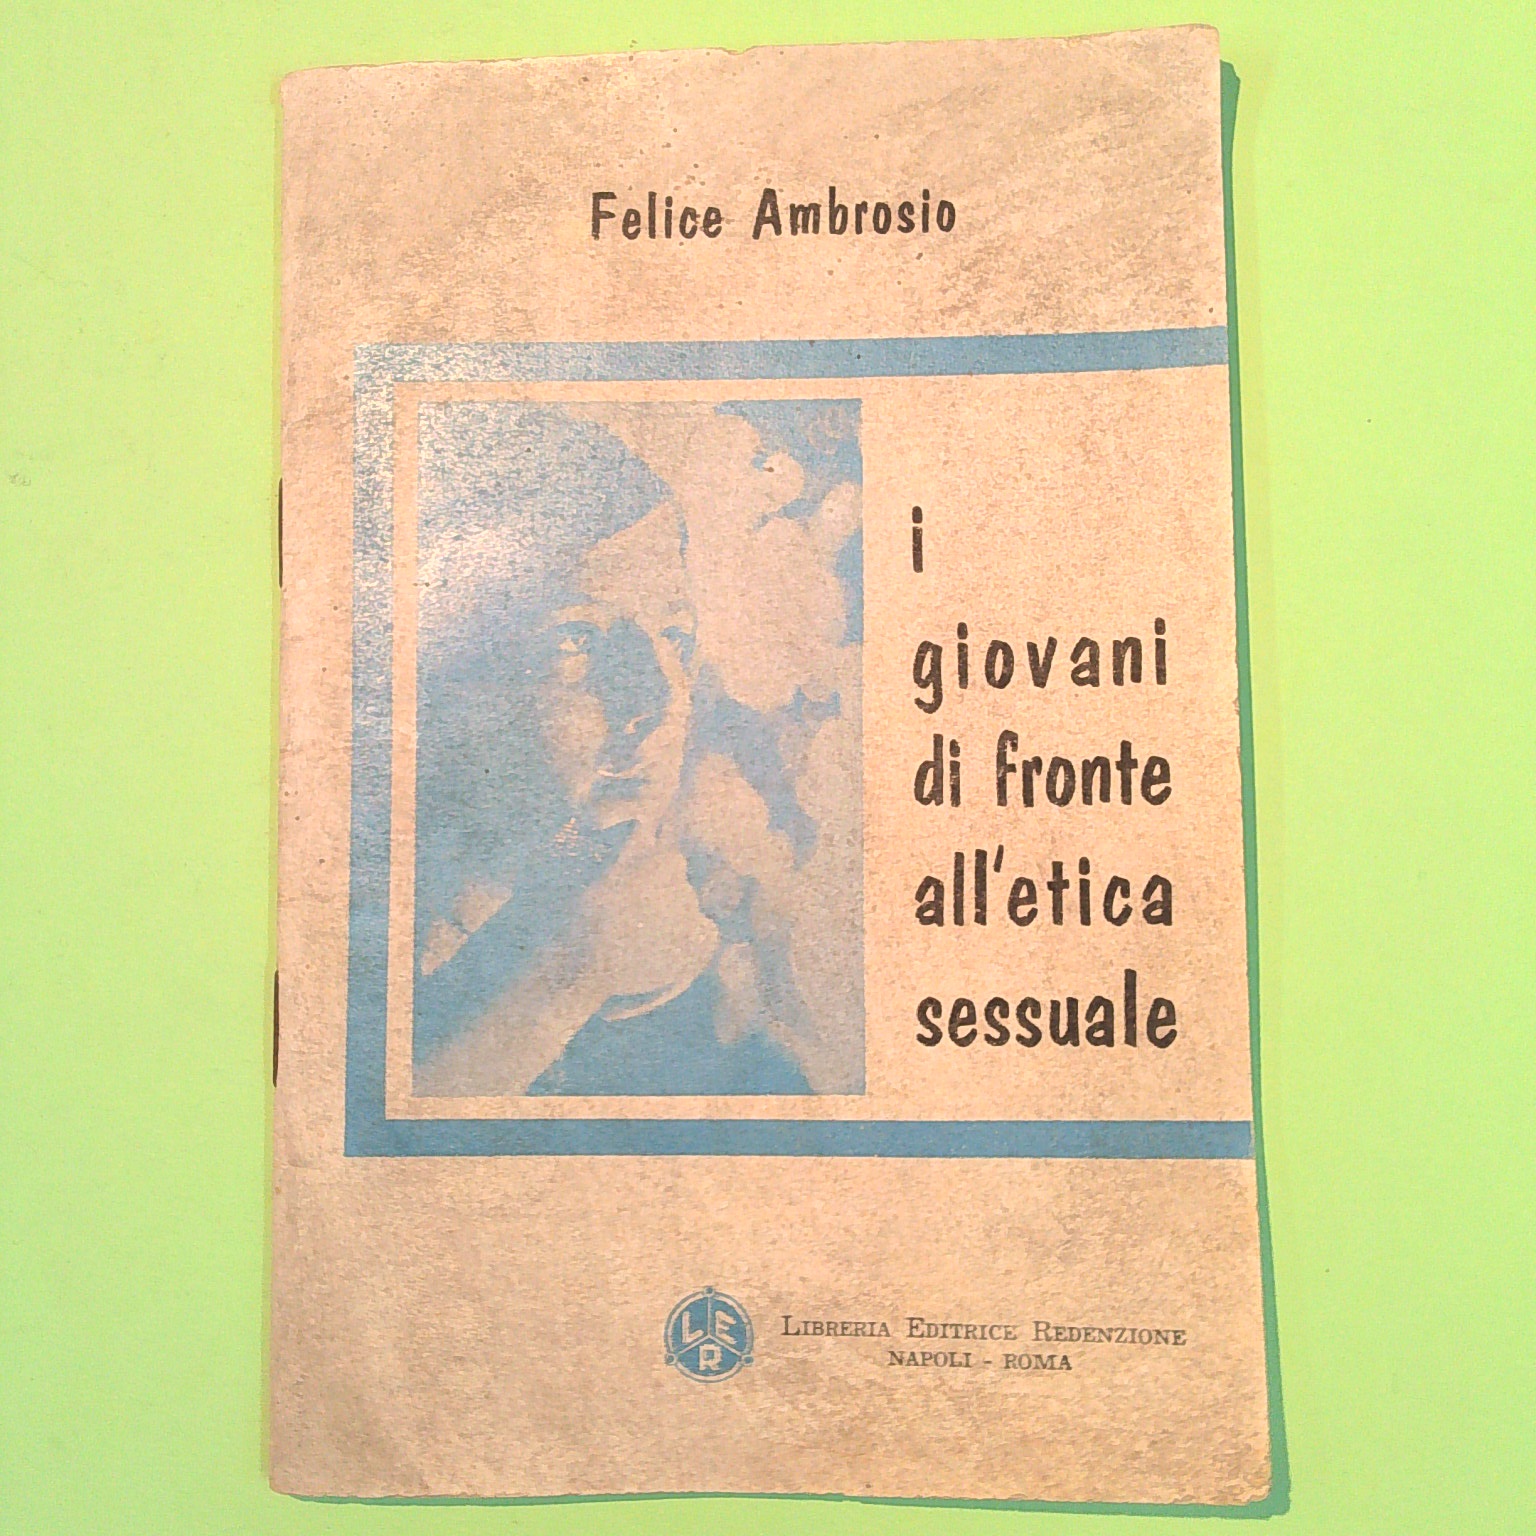 Felice Ambrosio
i
giovani
di fronte
all'etica
sessuale
LER
LIBRERIA EDITRICE REDENZIONE
NAPOLI - ROMA